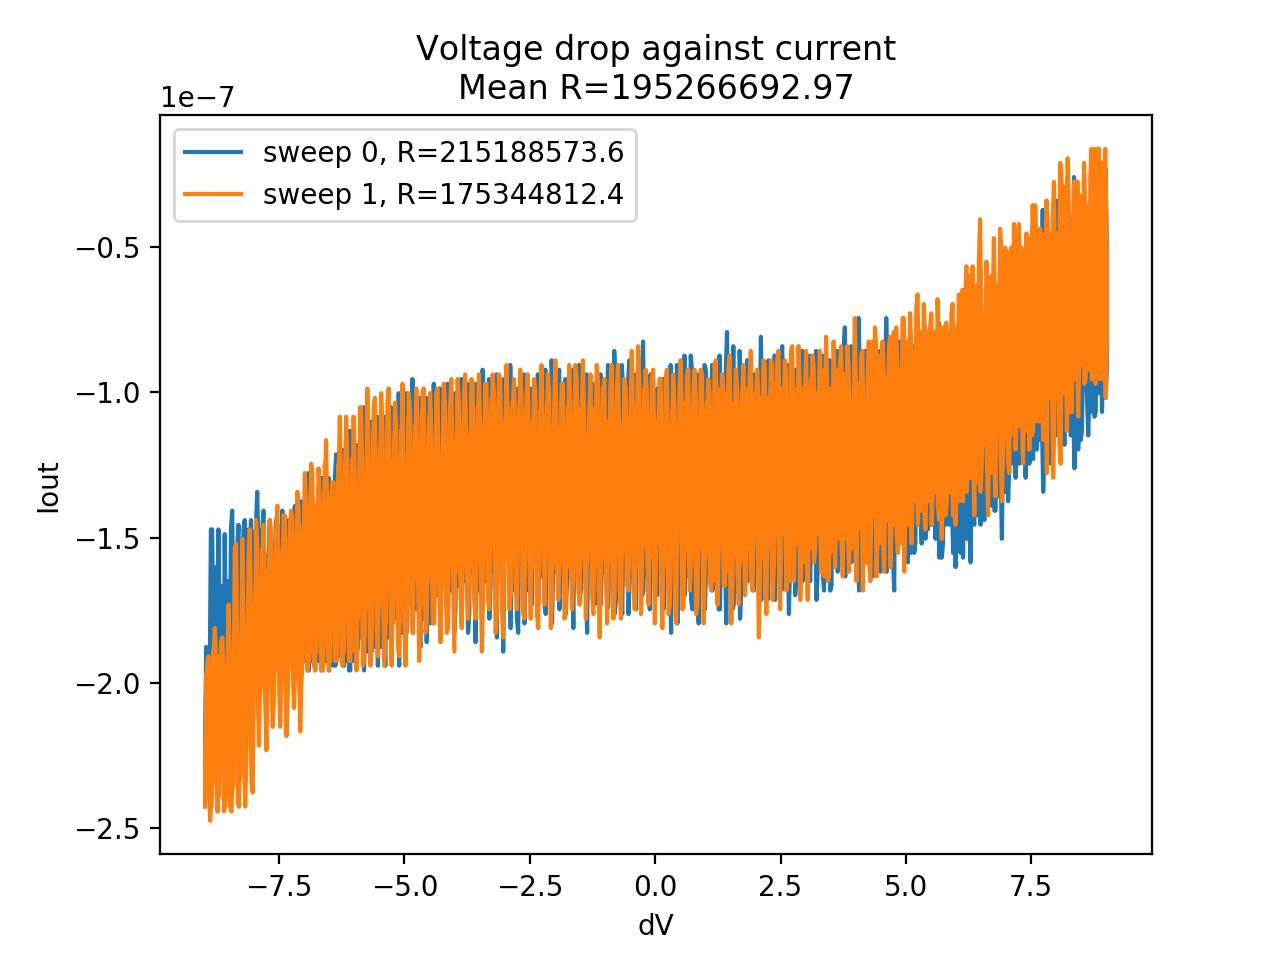 Voltage drop against current
Mean R=195266692.97
1e−7
sweep 0, R=215188573.6
sweep 1, R=175344812.4
−0.5
−1.0
−1.5
−2.0
−2.5
Iout
−7.5 −5.0 −2.5 0.0 2.5 5.0 7.5
dV